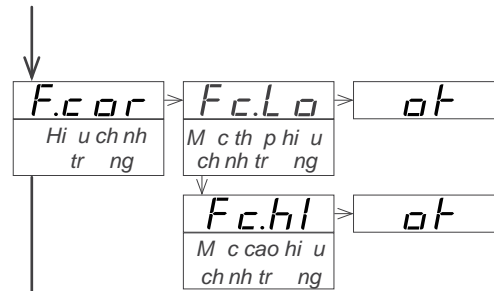 F.cor
Fc.Lo
ok
Hi u ch nh
tr ng
M c th p hi u
ch nh tr ng
Fc.hI
ok
M c cao hi u
ch nh tr ng